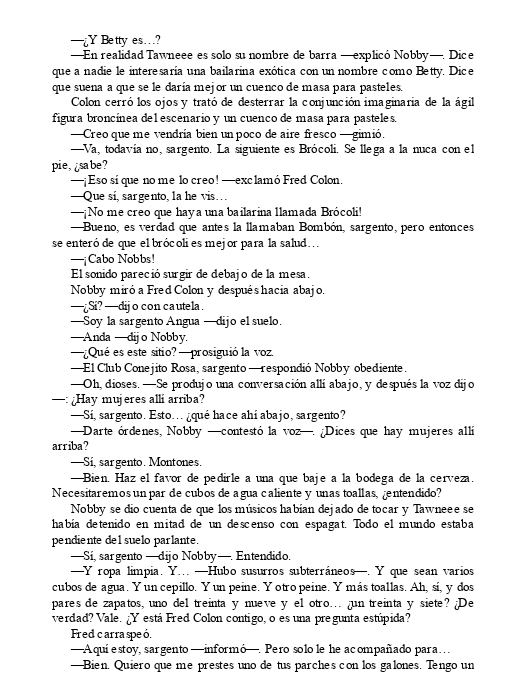 —¿Y Betty es…?
—En realidad Tawneee es solo su nombre de barra —explicó Nobby—. Dice
que a nadie le interesaría una bailarina exótica con un nombre como Betty. Dice
que suena a que se le daría mejor un cuenco de masa para pasteles.
Colon cerró los ojos y trató de desterrar la conjunción imaginaria de la ágil
figura broncínea del escenario y un cuenco de masa para pasteles.
—Creo que me vendría bien un poco de aire fresco —gimió.
—Va, todavía no, sargento. La siguiente es Brócoli. Se llega a la nuca con el
pie, ¿sabe?
—¡Eso sí que no me lo creo! —exclamó Fred Colon.
—Que sí, sargento, la he vis…
—¡No me creo que haya una bailarina llamada Brócoli!
—Bueno, es verdad que antes la llamaban Bombón, sargento, pero entonces
se enteró de que el brócoli es mejor para la salud…
—¡Cabo Nobbs!
El sonido pareció surgir de debajo de la mesa.
Nobby miró a Fred Colon y después hacia abajo.
—¿Sí? —dijo con cautela.
—Soy la sargento Angua —dijo el suelo.
—Anda —dijo Nobby.
—¿Qué es este sitio? —prosiguió la voz.
—El Club Conejito Rosa, sargento —respondió Nobby obediente.
—Oh, dioses. —Se produjo una conversación allí abajo, y después la voz dijo
—: ¿Hay mujeres allí arriba?
—Sí, sargento. Esto… ¿qué hace ahí abajo, sargento?
—Darte órdenes, Nobby —contestó la voz—. ¿Dices que hay mujeres allí
arriba?
—Sí, sargento. Montones.
—Bien. Haz el favor de pedirle a una que baje a la bodega de la cerveza.
Necesitaremos un par de cubos de agua caliente y unas toallas, ¿entendido?
Nobby se dio cuenta de que los músicos habían dejado de tocar y Tawneee se
había detenido en mitad de un descenso con espagat. Todo el mundo estaba
pendiente del suelo parlante.
—Sí, sargento —dijo Nobby—. Entendido.
—Y ropa limpia. Y… —Hubo susurros subterráneos—. Y que sean varios
cubos de agua. Y un cepillo. Y un peine. Y otro peine. Y más toallas. Ah, sí, y dos
pares de zapatos, uno del treinta y nueve y el otro… ¿un treinta y siete? ¿De
verdad? Vale. ¿Y está Fred Colon contigo, o es una pregunta estúpida?
Fred carraspeó.
—Aquí estoy, sargento —informó—. Pero solo le he acompañado para…
—Bien. Quiero que me prestes uno de tus parches con los galones. Tengo un